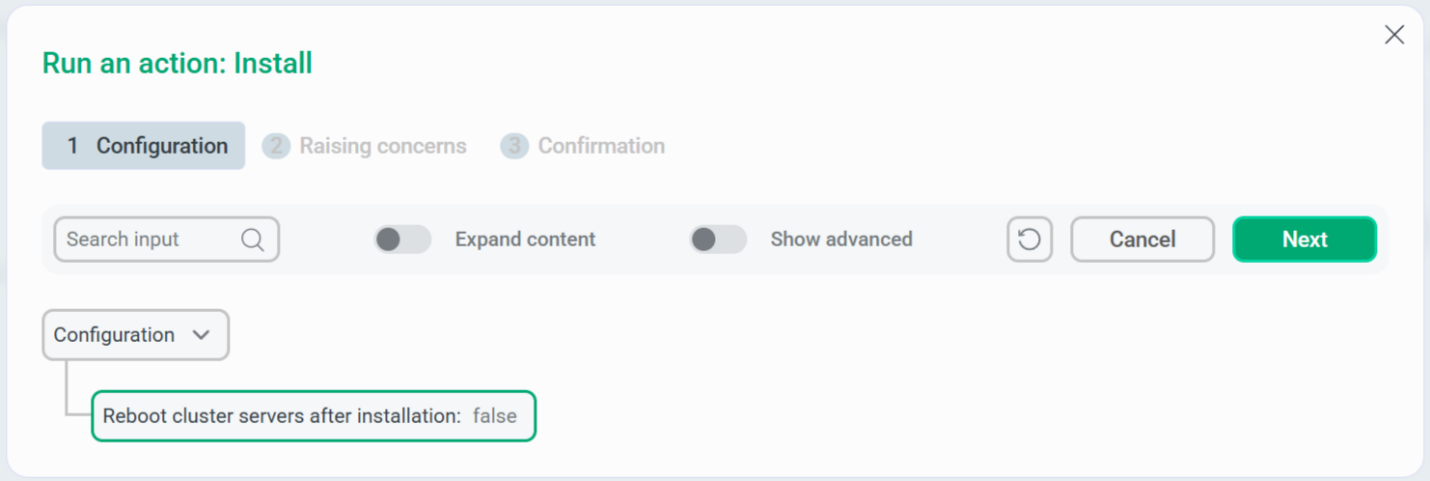 Run an action: Install
1 Configuration 2 Raising concerns 3 Confirmation
Search input Expand content Show advanced Cancel Next
Configuration
Reboot cluster servers after installation: false